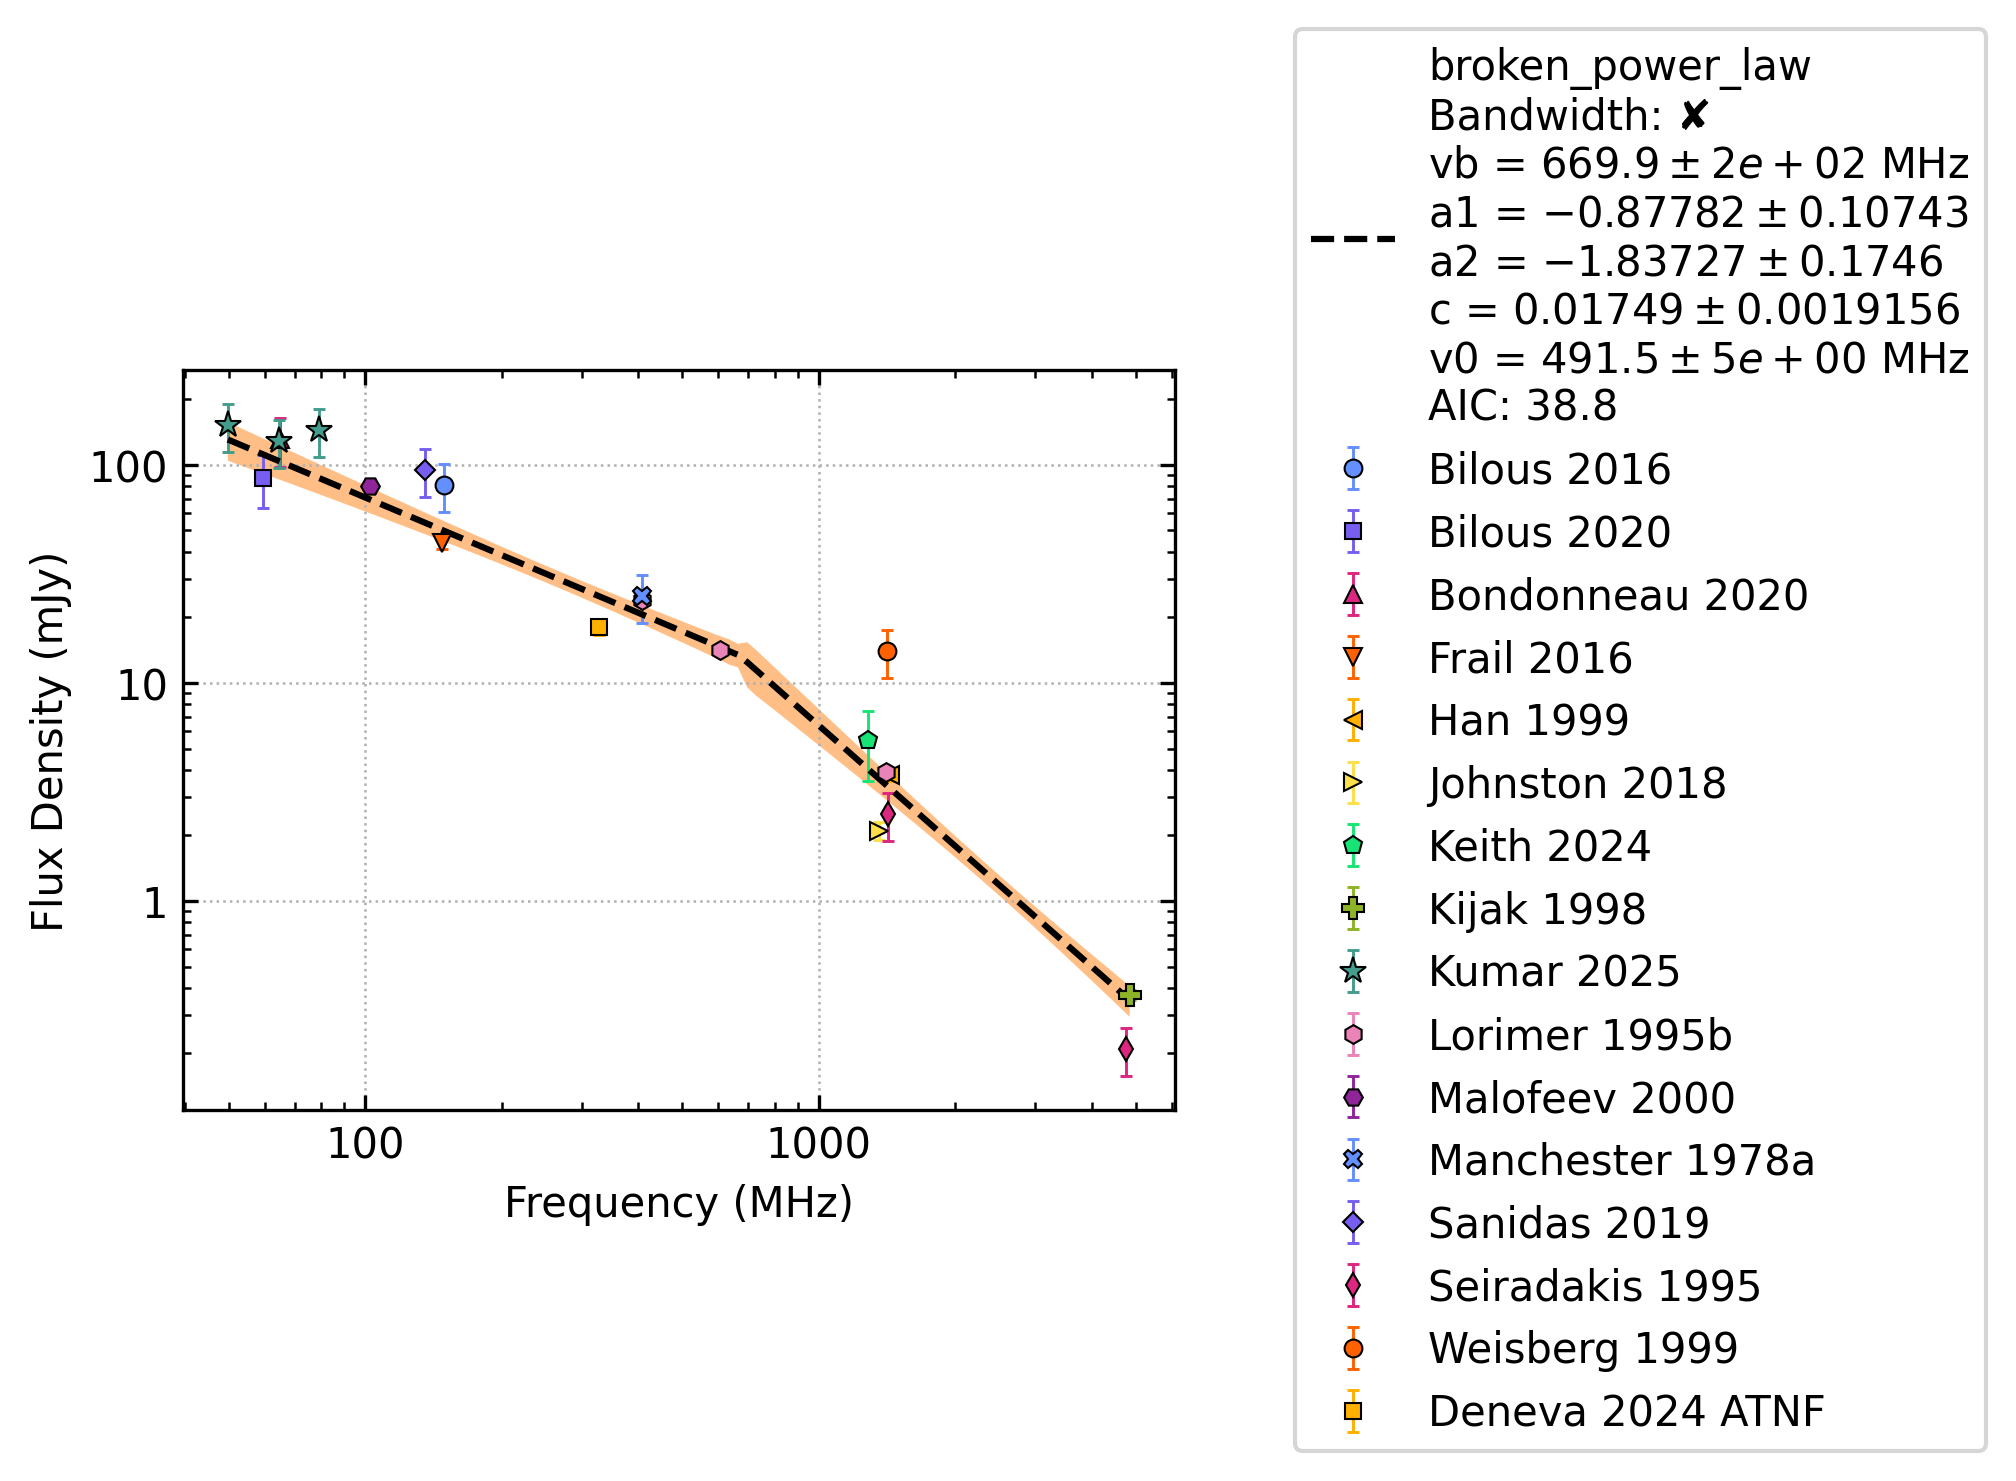 broken_power_law
Bandwidth: ✘
vb = 669.9 ± 2e + 02 MHz
a1 = −0.87782 ± 0.10743
a2 = −1.83727 ± 0.1746
c = 0.01749 ± 0.0019156
v0 = 491.5 ± 5e + 00 MHz
AIC: 38.8
Bilous 2016
Bilous 2020
Bondonneau 2020
Frail 2016
Han 1999
Johnston 2018
Keith 2024
Kijak 1998
Kumar 2025
Lorimer 1995b
Malofeev 2000
Manchester 1978a
Sanidas 2019
Seiradakis 1995
Weisberg 1999
Deneva 2024 ATNF
Flux Density (mJy)
100
10
1
100
1000
Frequency (MHz)